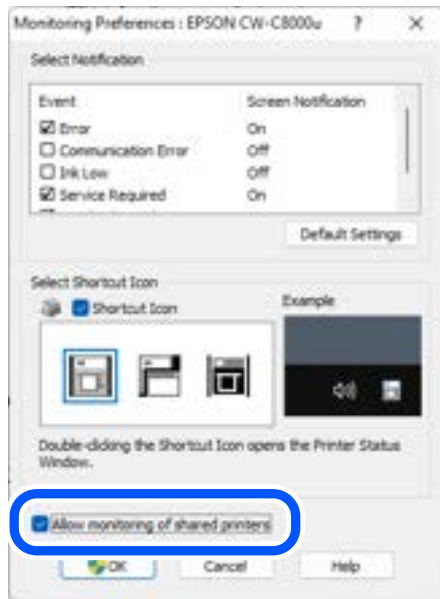 Monitoring Preferences : EPSON CW-C8000u ? ×
Select Notification
Event Screen Notification
Error On
Communication Error Off
Ink Low Off
Service Required On
Default Settings
Select Shortcut Icon
Shortcut Icon
Example
Double-clicking the Shortcut Icon opens the Printer Status
Window.
Allow monitoring of shared printers
OK Cancel Help